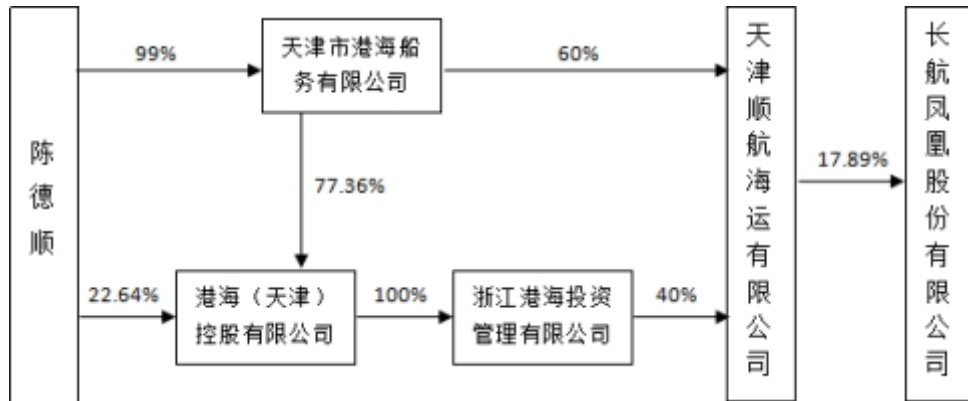 陈德顺
99%
天津市港海船
务有限公司
60%
77.36%
22.64%
港海（天津）
控股有限公司
100%
浙江港海投资
管理有限公司
40%
天津顺航海运有限公司
17.89%
长航凤凰股份有限公司